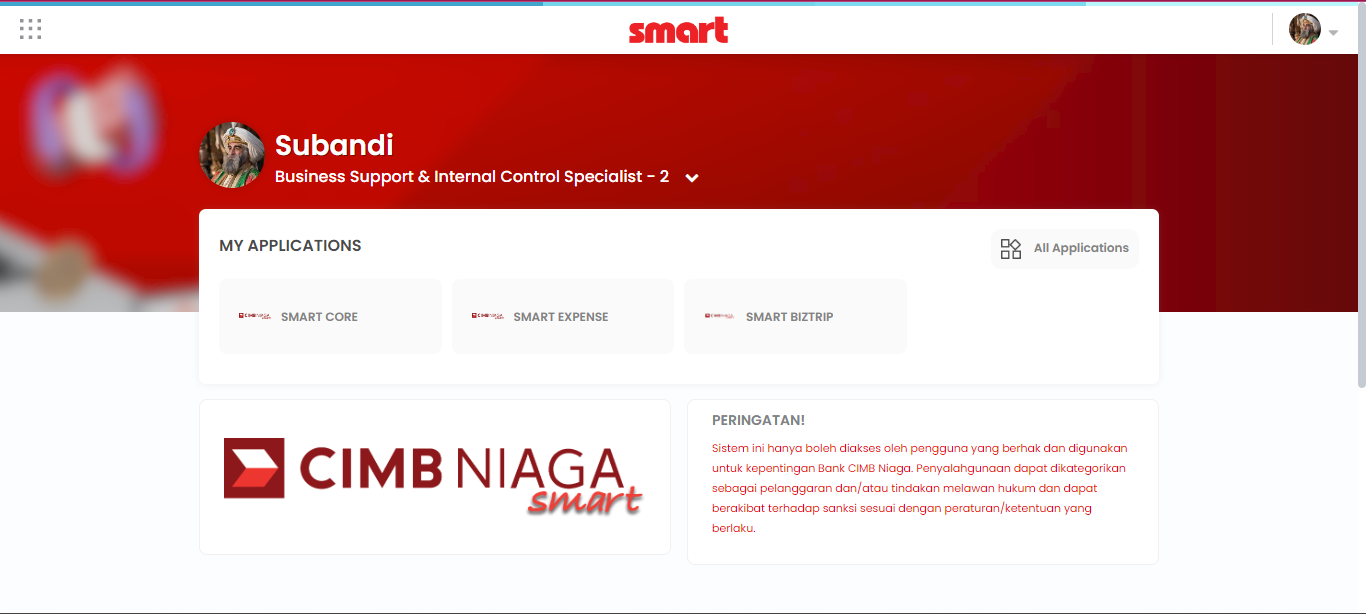 smart
Subandi
Business Support & Internal Control Specialist - 2
MY APPLICATIONS
All Applications
SMART CORE
SMART EXPENSE
SMART BIZTRIP
CIMB NIAGA
smart
PERINGATAN!
Sistem ini hanya boleh diakses oleh pengguna yang berhak dan digunakan
untuk kepentingan Bank CIMB Niaga. Penyalahgunaan dapat dikategorikan
sebagai pelanggaran dan/atau tindakan melawan hukum dan dapat
berakibat terhadap sanksi sesuai dengan peraturan/ketentuan yang
berlaku.